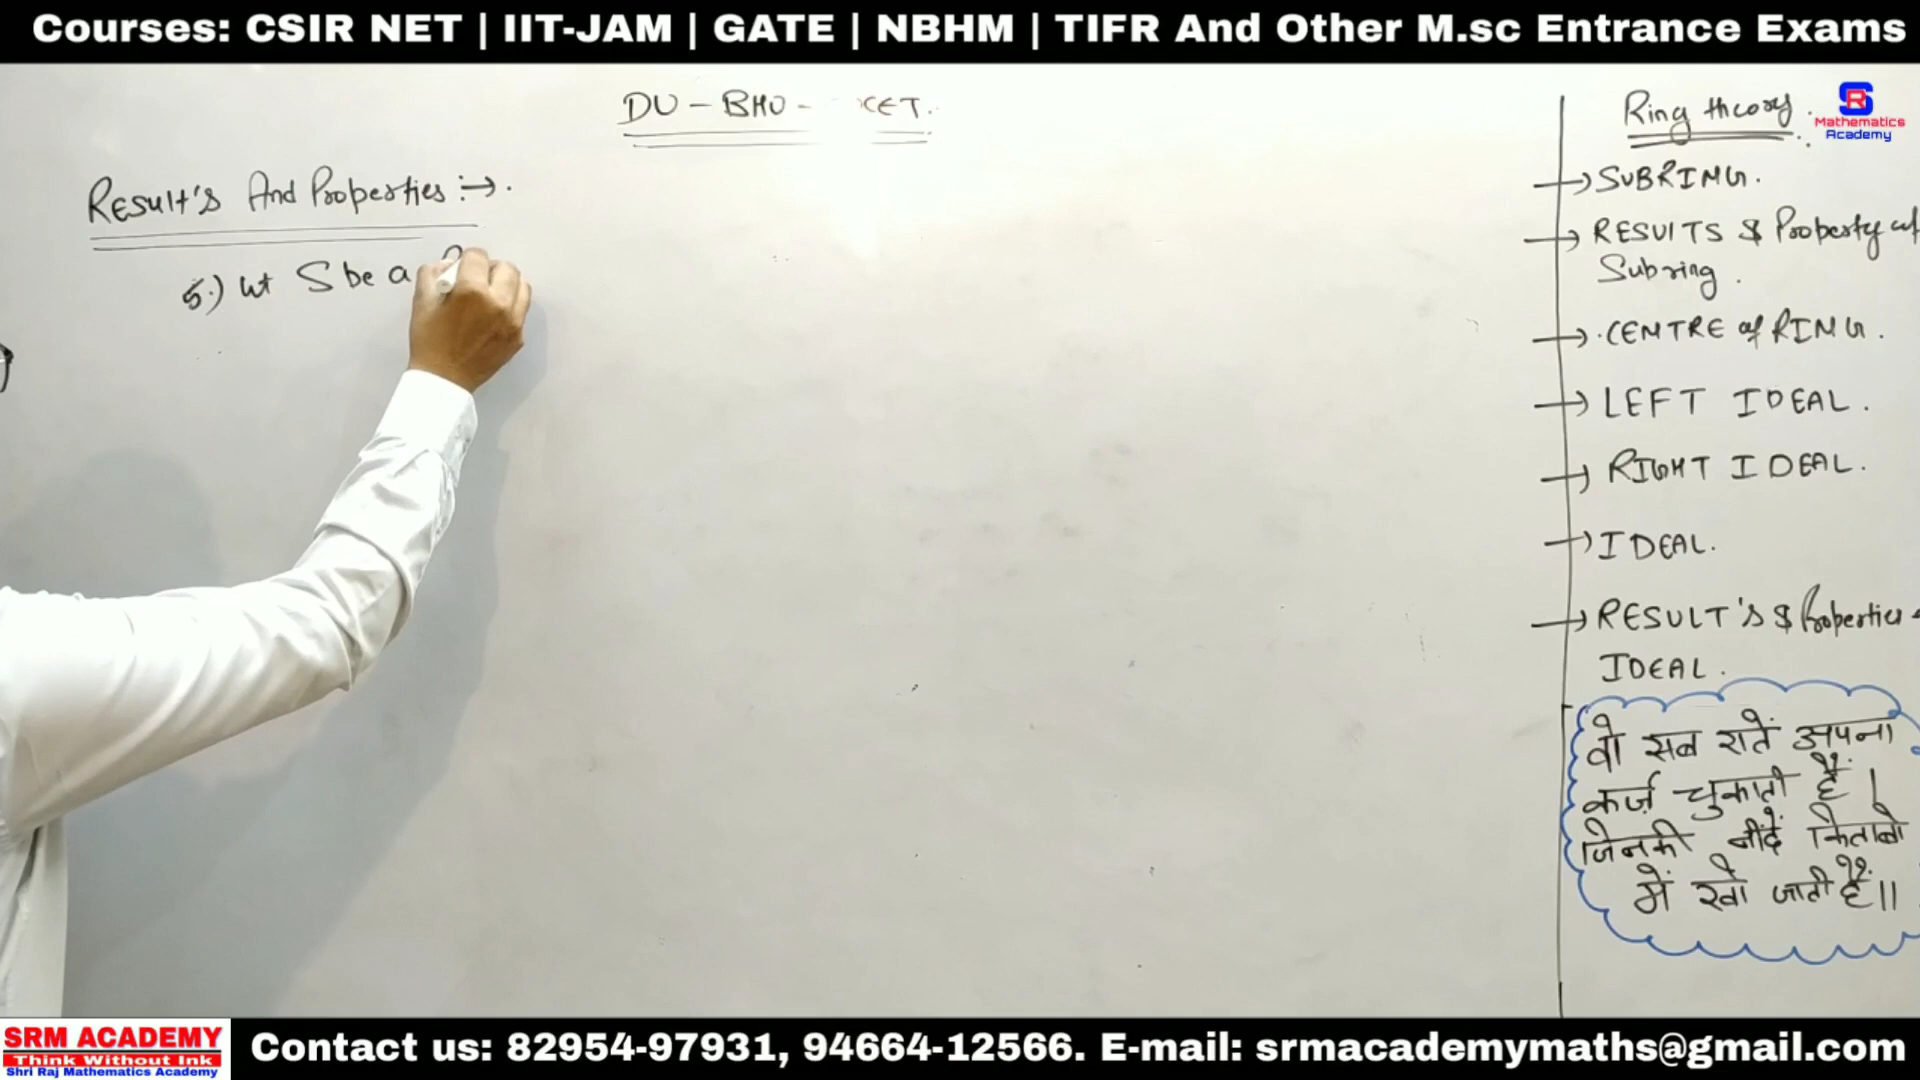 Courses: CSIR NET | IIT-JAM | GATE | NBHM | TIFR And Other M.sc Entrance Exams
DU - BHU - CET.
RESult's And Properties :→.
5.) let S be a
Ring theory.
SR
Mathematics
Academy
→ SUBRING.
→ RESULTS & Property of
Subring.
→ CENTRE of RING.
→ LEFT IDEAL.
→ RIGHT IDEAL.
→ IDEAL.
→ RESULT'S & Properties
IDEAL.
वो सब रातें अपना
कर्ज़ चुकाती हैं।
जिनकी नींदें किताबो
में खो जाती हैं॥
SRM ACADEMY
Think Without Ink
Shri Raj Mathematics Academy
Contact us: 82954-97931, 94664-12566. E-mail: srmacademymaths@gmail.com